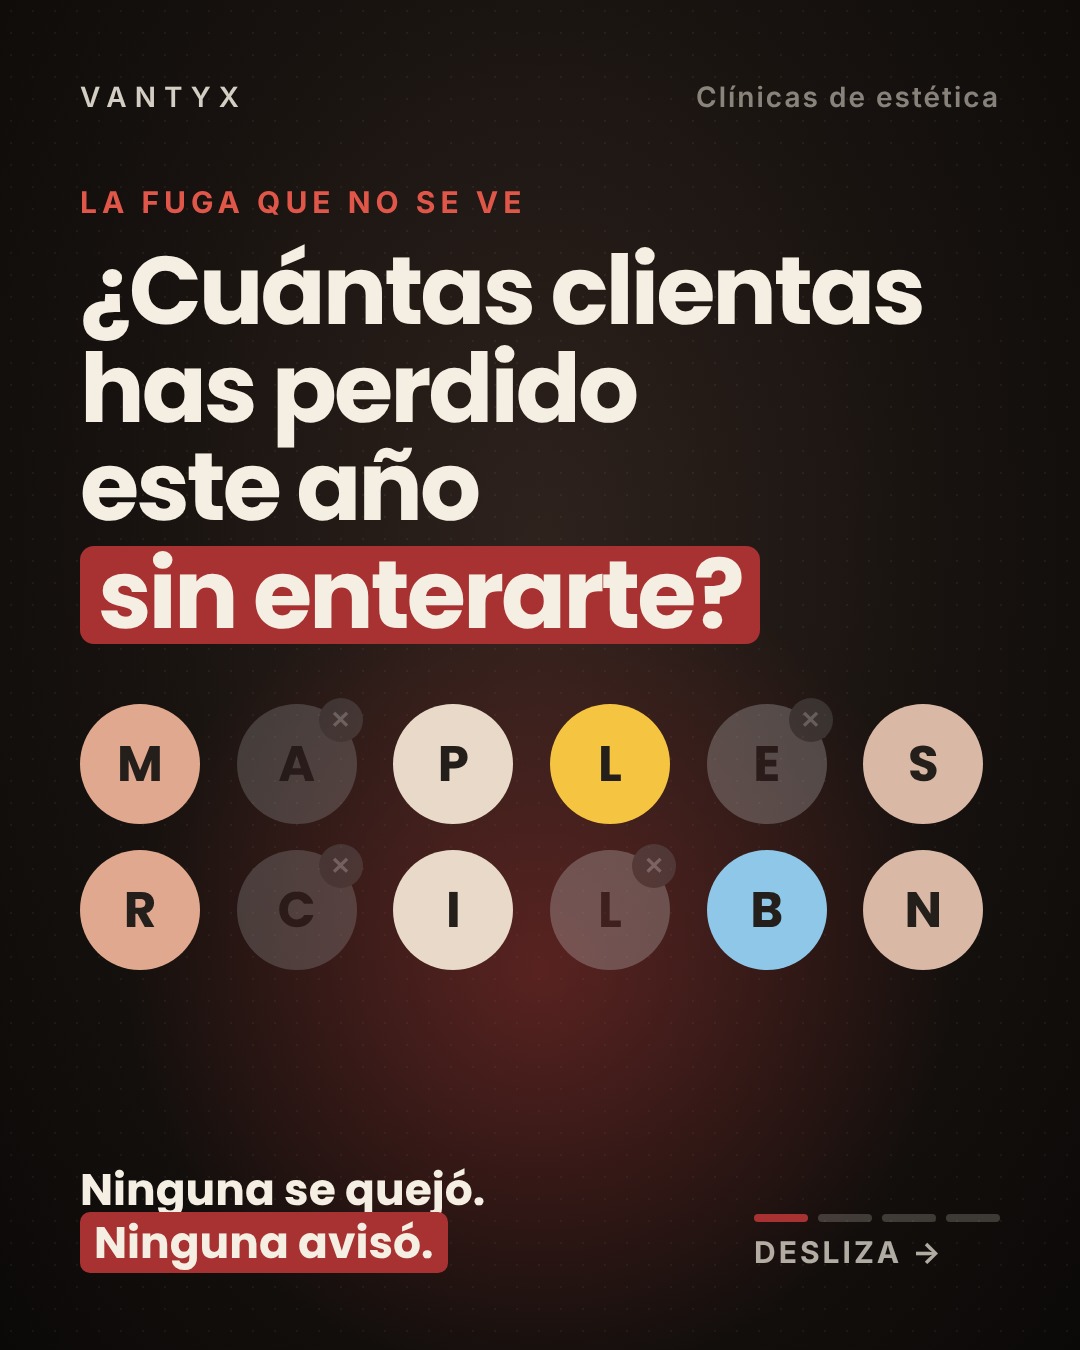 VANTYX
Clínicas de estética
LA FUGA QUE NO SE VE
¿Cuántas clientas
has perdido
este año
sin enterarte?
M A P L E S
R C I L B N
Ninguna se quejó.
Ninguna avisó.
DESLIZA →